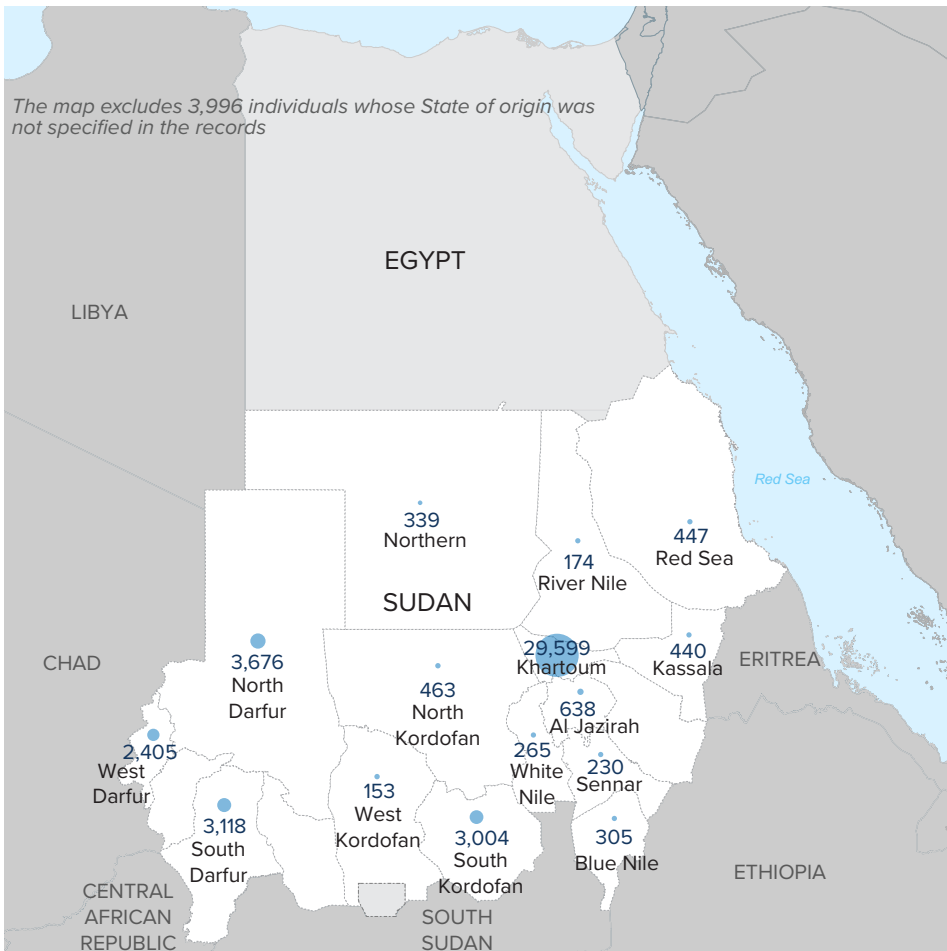 The map excludes 3,996 individuals whose State of origin was
not specified in the records
EGYPT
LIBYA
Red Sea
339
Northern
447
Red Sea
174
River Nile
SUDAN
29,599
Khartoum
440
Kassala
ERITREA
CHAD
3,676
North
Darfur
463
North
Kordofan
638
Al Jazirah
2,405
West
Darfur
265
White
Nile
230
Sennar
153
West
Kordofan
3,118
South
Darfur
3,004
South
Kordofan
305
Blue Nile
ETHIOPIA
CENTRAL
AFRICAN
REPUBLIC
SOUTH
SUDAN